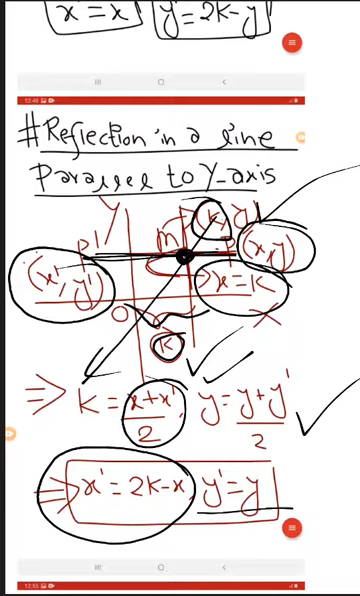 x' = x y' = 2k-y
12:48
#Reflection in a line
Parallel to Y-axis
Y
P' M (k, y) P (x, y)
(x', y') x = k
O X
k
⇒ k = x+x'/2, y = y+y'/2
⇒ x' = 2k-x, y' = y
12:55